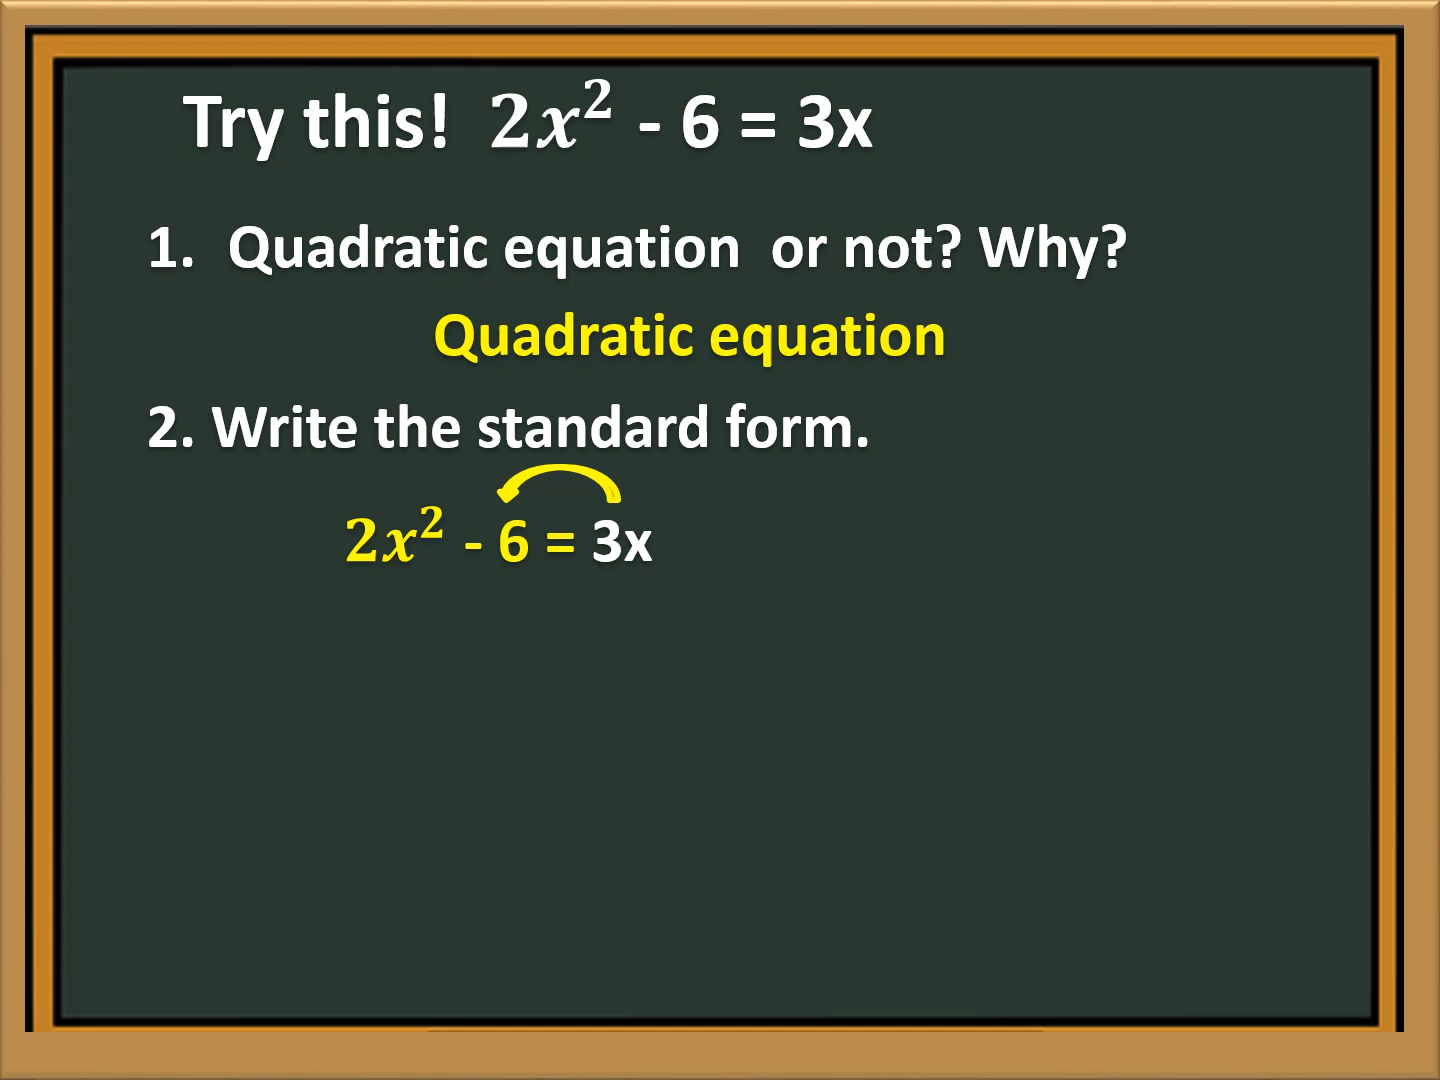 Try this! 2x² - 6 = 3x
1. Quadratic equation or not? Why?
Quadratic equation
2. Write the standard form.
2x² - 6 = 3x